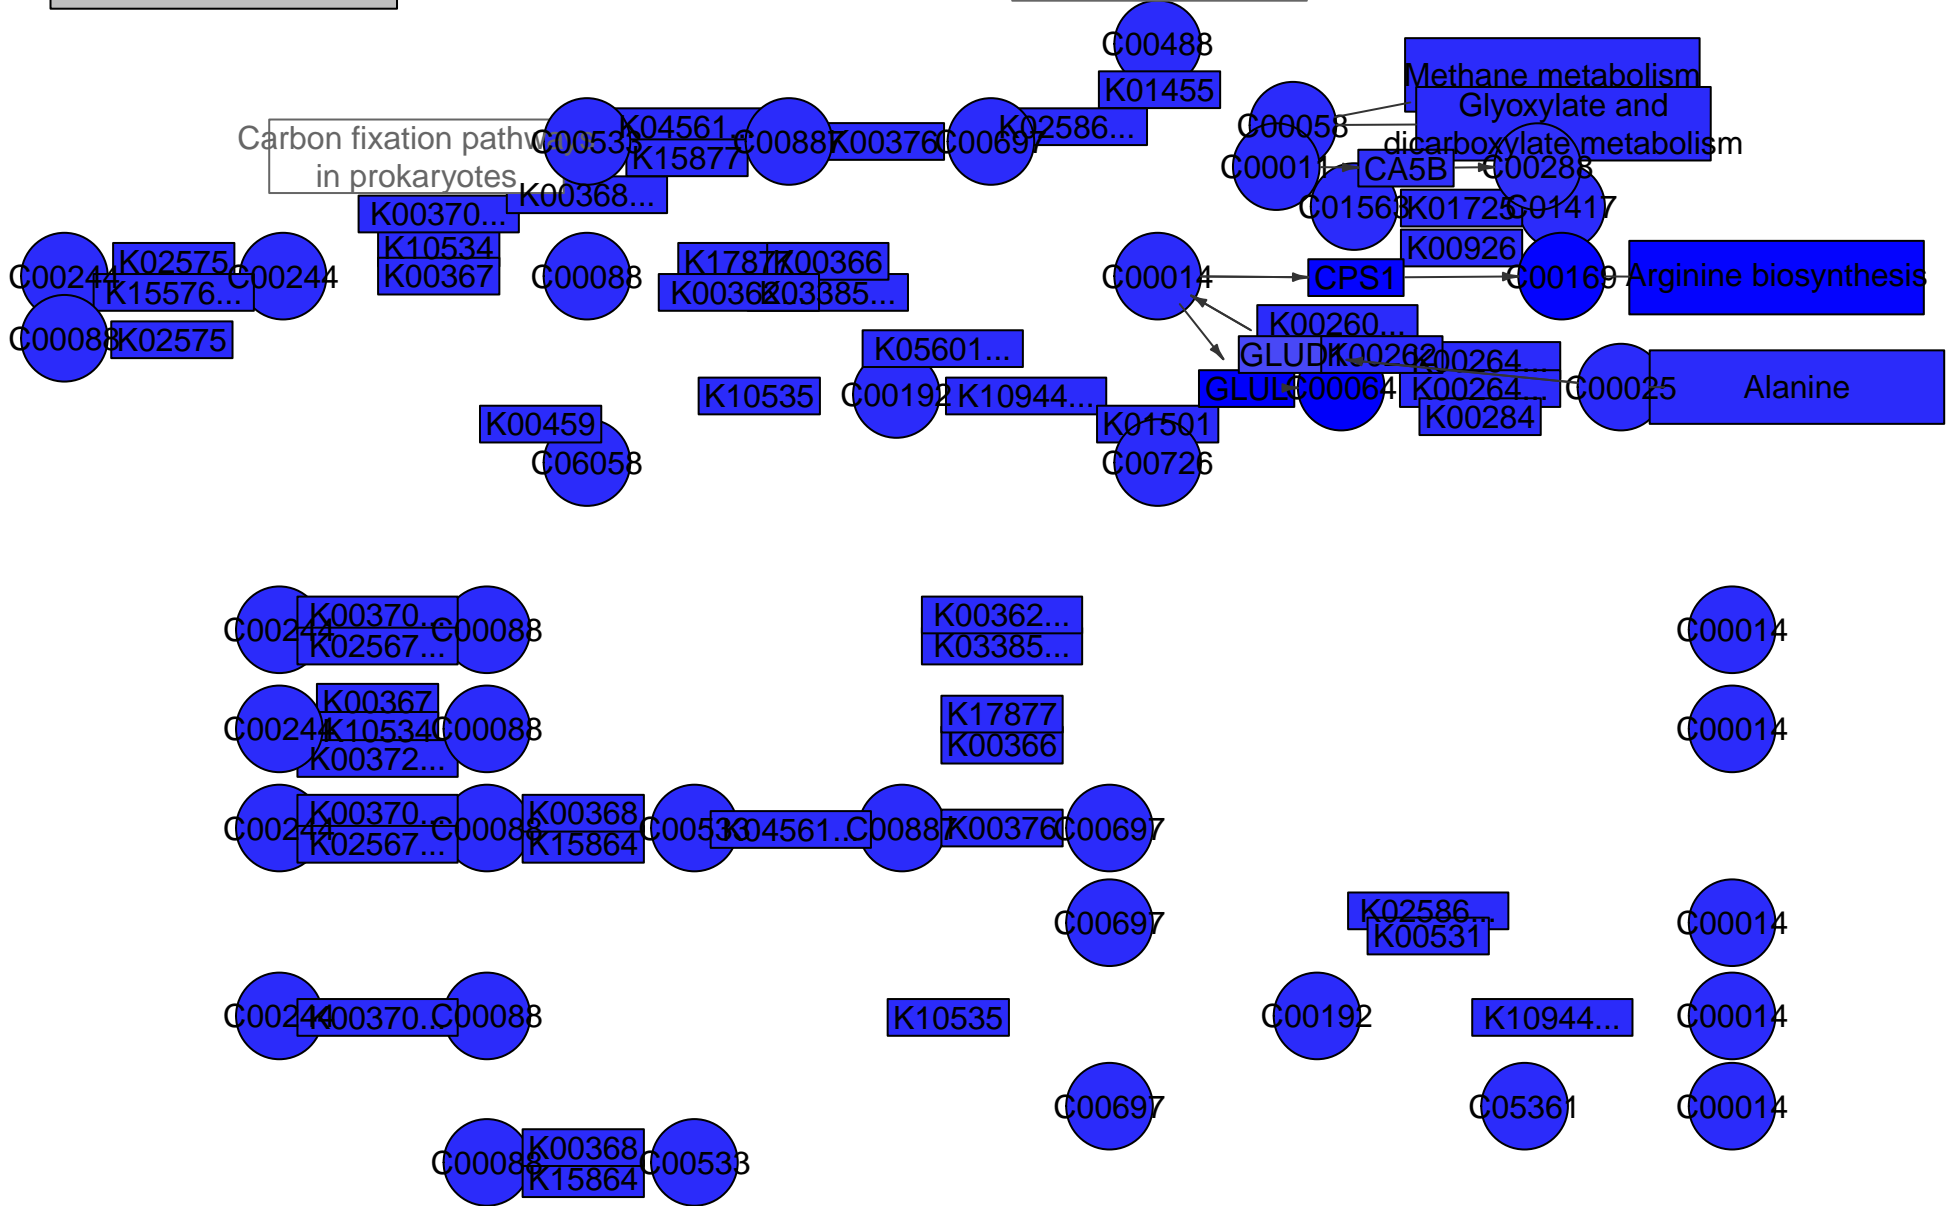 C00488
K01455
Methane metabolism
Glyoxylate and
dicarboxylate metabolism
C00058
Carbon fixation pathways
in prokaryotes
C00533
K04561...
K15877
C00887
K00376
C00697
K02586...
C00011
CA5B
C00288
K00368...
K00370...
C01563
K01725
C01417
K10534
K00367
K00926
C00244
K02575
K15576...
C00244
C00088
K17877
K00366
K00362...
K03385...
C00014
CPS1
C00169
Arginine biosynthesis
C00088
K02575
K00260...
GLUD1
K00262
K00264...
K05601...
K10535
C00192
K10944...
GLUL
C00064
K00264...
K00284
C00025
Alanine
K00459
C06058
K01501
C00726
C00244
K00370...
K02567...
C00088
K00362...
K03385...
C00014
C00244
K00367
K10534
K00372...
C00088
K17877
K00366
C00014
C00244
K00370...
K02567...
C00088
K00368
K15864
C00533
K04561...
C00887
K00376
C00697
C00697
K02586...
K00531
C00014
C00244
K00370...
C00088
K10535
C00192
K10944...
C00014
C00697
C05361
C00014
C00088
K00368
K15864
C00533